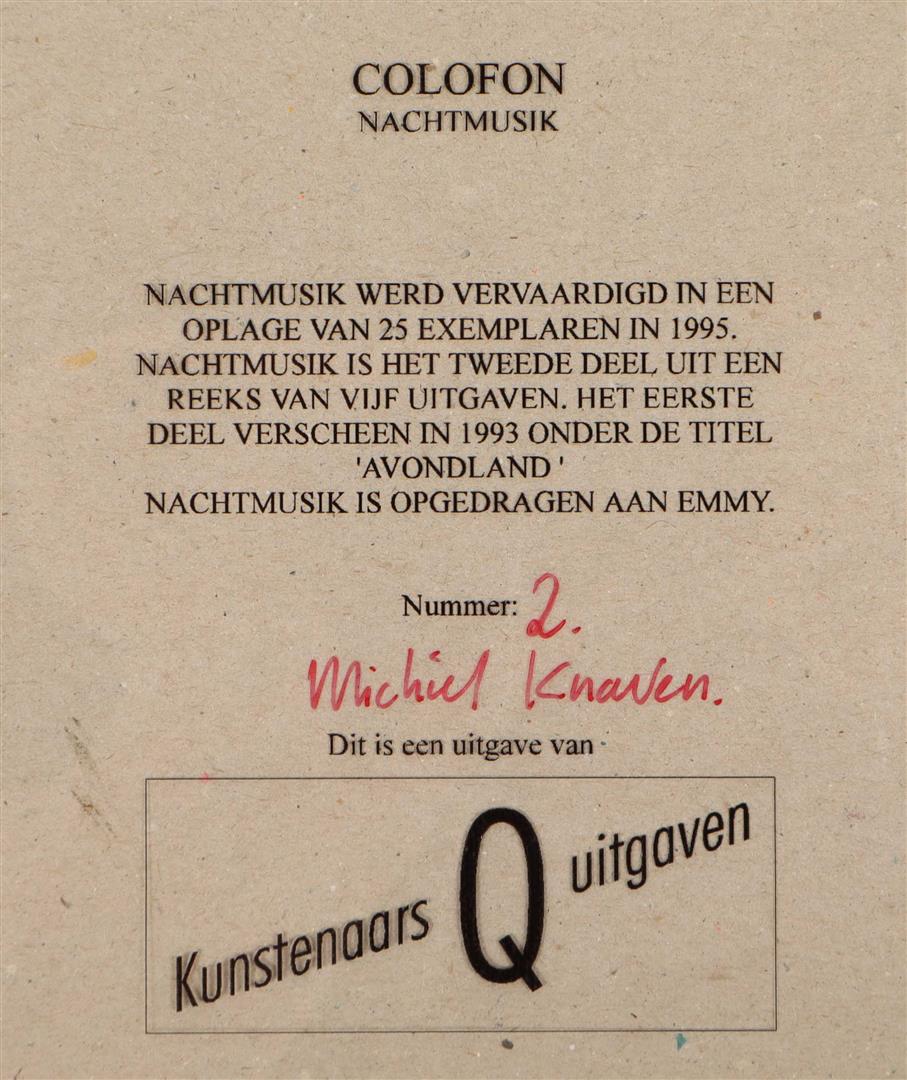 COLOFON
NACHTMUSIK
NACHTMUSIK WERD VERVAARDIGD IN EEN
OPLAGE VAN 25 EXEMPLAREN IN 1995.
NACHTMUSIK IS HET TWEEDE DEEL UIT EEN
REEKS VAN VIJF UITGAVEN. HET EERSTE
DEEL VERSCHEEN IN 1993 ONDER DE TITEL
'AVONDLAND '
NACHTMUSIK IS OPGEDRAGEN AAN EMMY.
Nummer: 2.
Michiel Knaven.
Dit is een uitgave van
Kunstenaars Q uitgaven